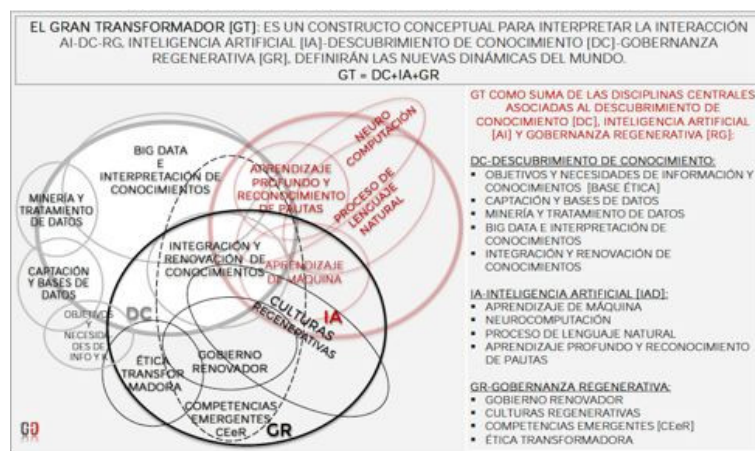 EL GRAN TRANSFORMADOR [GT]: ES UN CONSTRUCTO CONCEPTUAL PARA INTERPRETAR LA INTERACCIÓN
AI-DC-RG, INTELIGENCIA ARTIFICIAL [IA]-DESCUBRIMIENTO DE CONOCIMIENTO [DC]-GOBERNANZA
REGENERATIVA [GR], DEFINIRÁN LAS NUEVAS DINÁMICAS DEL MUNDO.
GT = DC+IA+GR
BIG DATA
E
INTERPRETACIÓN DE
CONOCIMIENTOS
MINERÍA Y
TRATAMIENTO DE
DATOS
CAPTACIÓN
Y BASES DE
DATOS
OBJETIVOS
Y
NECESIDA
DES DE
INFO Y K
DC
NEURO
COMPUTACIÓN
APRENDIZAJE
PROFUNDO Y
RECONOCIMIENTO
DE PAUTAS
PROCESO DE
LENGUAJE
NATURAL
INTEGRACIÓN Y
RENOVACIÓN DE
CONOCIMIENTOS
APRENDIZAJE
DE MÁQUINA
IA
CULTURAS
REGENERATIVAS
ÉTICA
TRANSFOR
MADORA
GOBIERNO
RENOVADOR
COMPETENCIAS
EMERGENTES
CEeR
GR
GT COMO SUMA DE LAS DISCIPLINAS CENTRALES
ASOCIADAS AL DESCUBRIMIENTO DE
CONOCIMIENTO [DC], INTELIGENCIA ARTIFICIAL
[AI] Y GOBERNANZA REGENERATIVA [RG]:
DC-DESCUBRIMIENTO DE CONOCIMIENTO:
▪ OBJETIVOS Y NECESIDADES DE INFORMACIÓN Y
CONOCIMIENTOS [BASE ÉTICA]
▪ CAPTACIÓN Y BASES DE DATOS
▪ MINERÍA Y TRATAMIENTO DE DATOS
▪ BIG DATA E INTERPRETACIÓN DE
CONOCIMIENTOS
▪ INTEGRACIÓN Y RENOVACIÓN DE
CONOCIMIENTOS
IA-INTELIGENCIA ARTIFICIAL [IAD]:
▪ APRENDIZAJE DE MÁQUINA
▪ NEUROCOMPUTACIÓN
▪ PROCESO DE LENGUAJE NATURAL
▪ APRENDIZAJE PROFUNDO Y RECONOCIMIENTO
DE PAUTAS
GR-GOBERNANZA REGENERATIVA:
▪ GOBIERNO RENOVADOR
▪ CULTURAS REGENERATIVAS
▪ COMPETENCIAS EMERGENTES [CEeR]
▪ ÉTICA TRANSFORMADORA